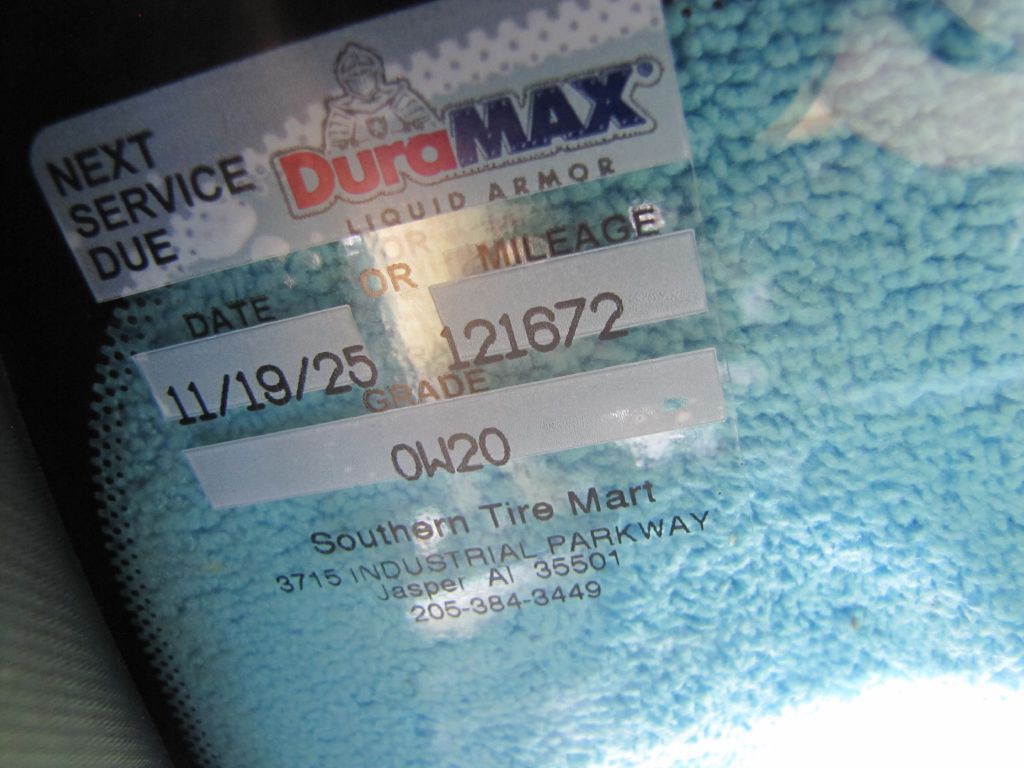 NEXT
SERVICE
DUE
DuraMAX
LIQUID ARMOR
DATE OR MILEAGE
11/19/25 121672
GRADE
0W20
Southern Tire Mart
3715 INDUSTRIAL PARKWAY
Jasper Al 35501
205-384-3449